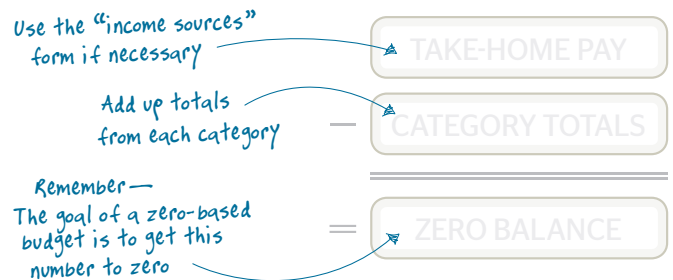 Use the “income sources”
form if necessary
TAKE-HOME PAY
Add up totals
from each category
– CATEGORY TOTALS
Remember—
The goal of a zero-based
budget is to get this
number to zero
= ZERO BALANCE